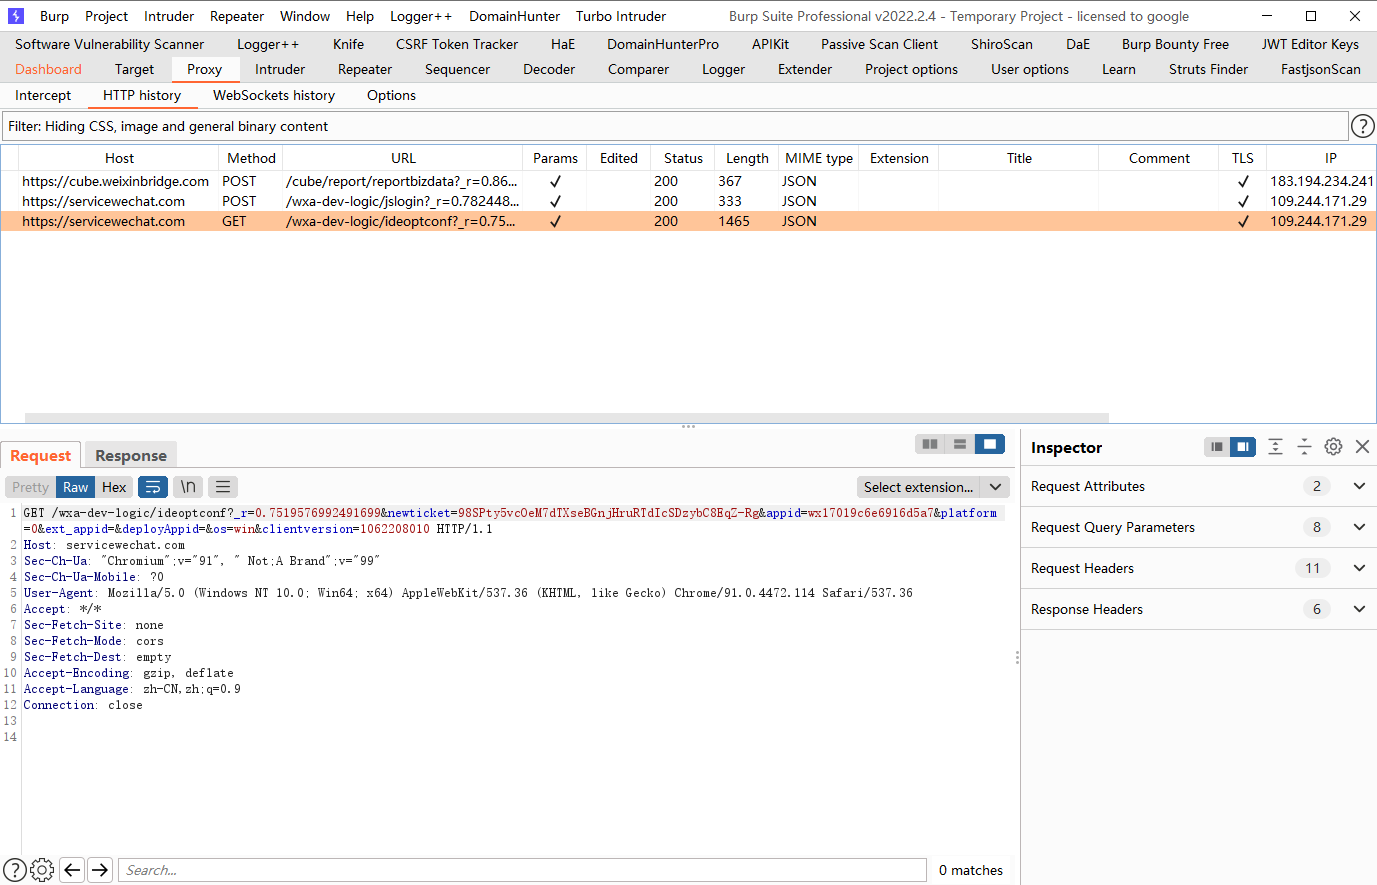 Burp Project Intruder Repeater Window Help Logger++ DomainHunter Turbo Intruder Burp Suite Professional v2022.2.4 - Temporary Project - licensed to google
Software Vulnerability Scanner Logger++ Knife CSRF Token Tracker HaE DomainHunterPro APIKit Passive Scan Client ShiroScan DaE Burp Bounty Free JWT Editor Keys
Dashboard Target Proxy Intruder Repeater Sequencer Decoder Comparer Logger Extender Project options User options Learn Struts Finder FastjsonScan
Intercept HTTP history WebSockets history Options
Filter: Hiding CSS, image and general binary content ?
Host Method URL Params Edited Status Length MIME type Extension Title Comment TLS IP
https://cube.weixinbridge.com POST /cube/report/reportbizdata?_r=0.86... ✓ 200 367 JSON ✓ 183.194.234.241
https://servicewechat.com POST /wxa-dev-logic/jslogin?_r=0.782448... ✓ 200 333 JSON ✓ 109.244.171.29
https://servicewechat.com GET /wxa-dev-logic/ideoptconf?_r=0.75... ✓ 200 1465 JSON ✓ 109.244.171.29
Request Response
Pretty Raw Hex \n Select extension...
1 GET /wxa-dev-logic/ideoptconf?_r=0.7519576992491699&newticket=98SPty5vcOeM7dTXseBGnjHruRTdIcSDzybC8EqZ-Rg&appid=wx17019c6e6916d5a7&platform
=0&ext_appid=&deployAppid=&os=win&clientversion=1062208010 HTTP/1.1
2 Host: servicewechat.com
3 Sec-Ch-Ua: "Chromium";v="91", " Not;A Brand";v="99"
4 Sec-Ch-Ua-Mobile: ?0
5 User-Agent: Mozilla/5.0 (Windows NT 10.0; Win64; x64) AppleWebKit/537.36 (KHTML, like Gecko) Chrome/91.0.4472.114 Safari/537.36
6 Accept: */*
7 Sec-Fetch-Site: none
8 Sec-Fetch-Mode: cors
9 Sec-Fetch-Dest: empty
10 Accept-Encoding: gzip, deflate
11 Accept-Language: zh-CN,zh;q=0.9
12 Connection: close
13
14
Inspector
Request Attributes 2
Request Query Parameters 8
Request Headers 11
Response Headers 6
? Search... 0 matches